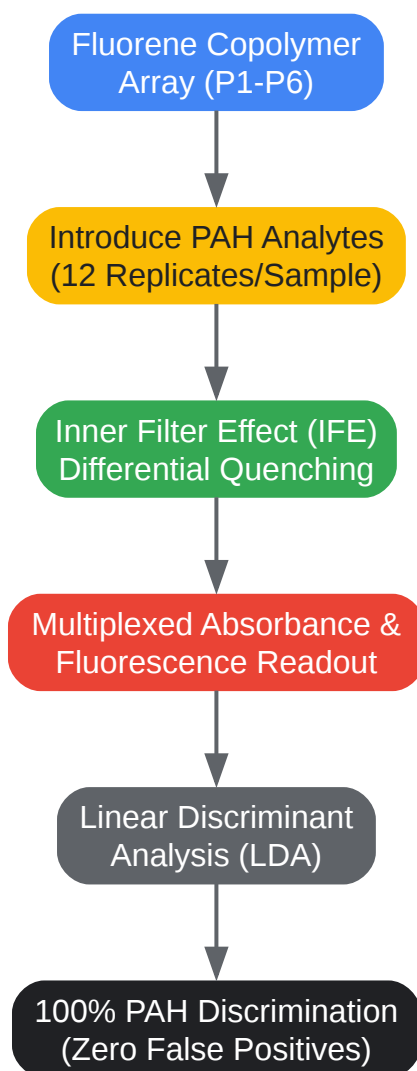 Fluorene Copolymer
Array (P1-P6)
Introduce PAH Analytes
(12 Replicates/Sample)
Inner Filter Effect (IFE)
Differential Quenching
Multiplexed Absorbance &
Fluorescence Readout
Linear Discriminant
Analysis (LDA)
100% PAH Discrimination
(Zero False Positives)